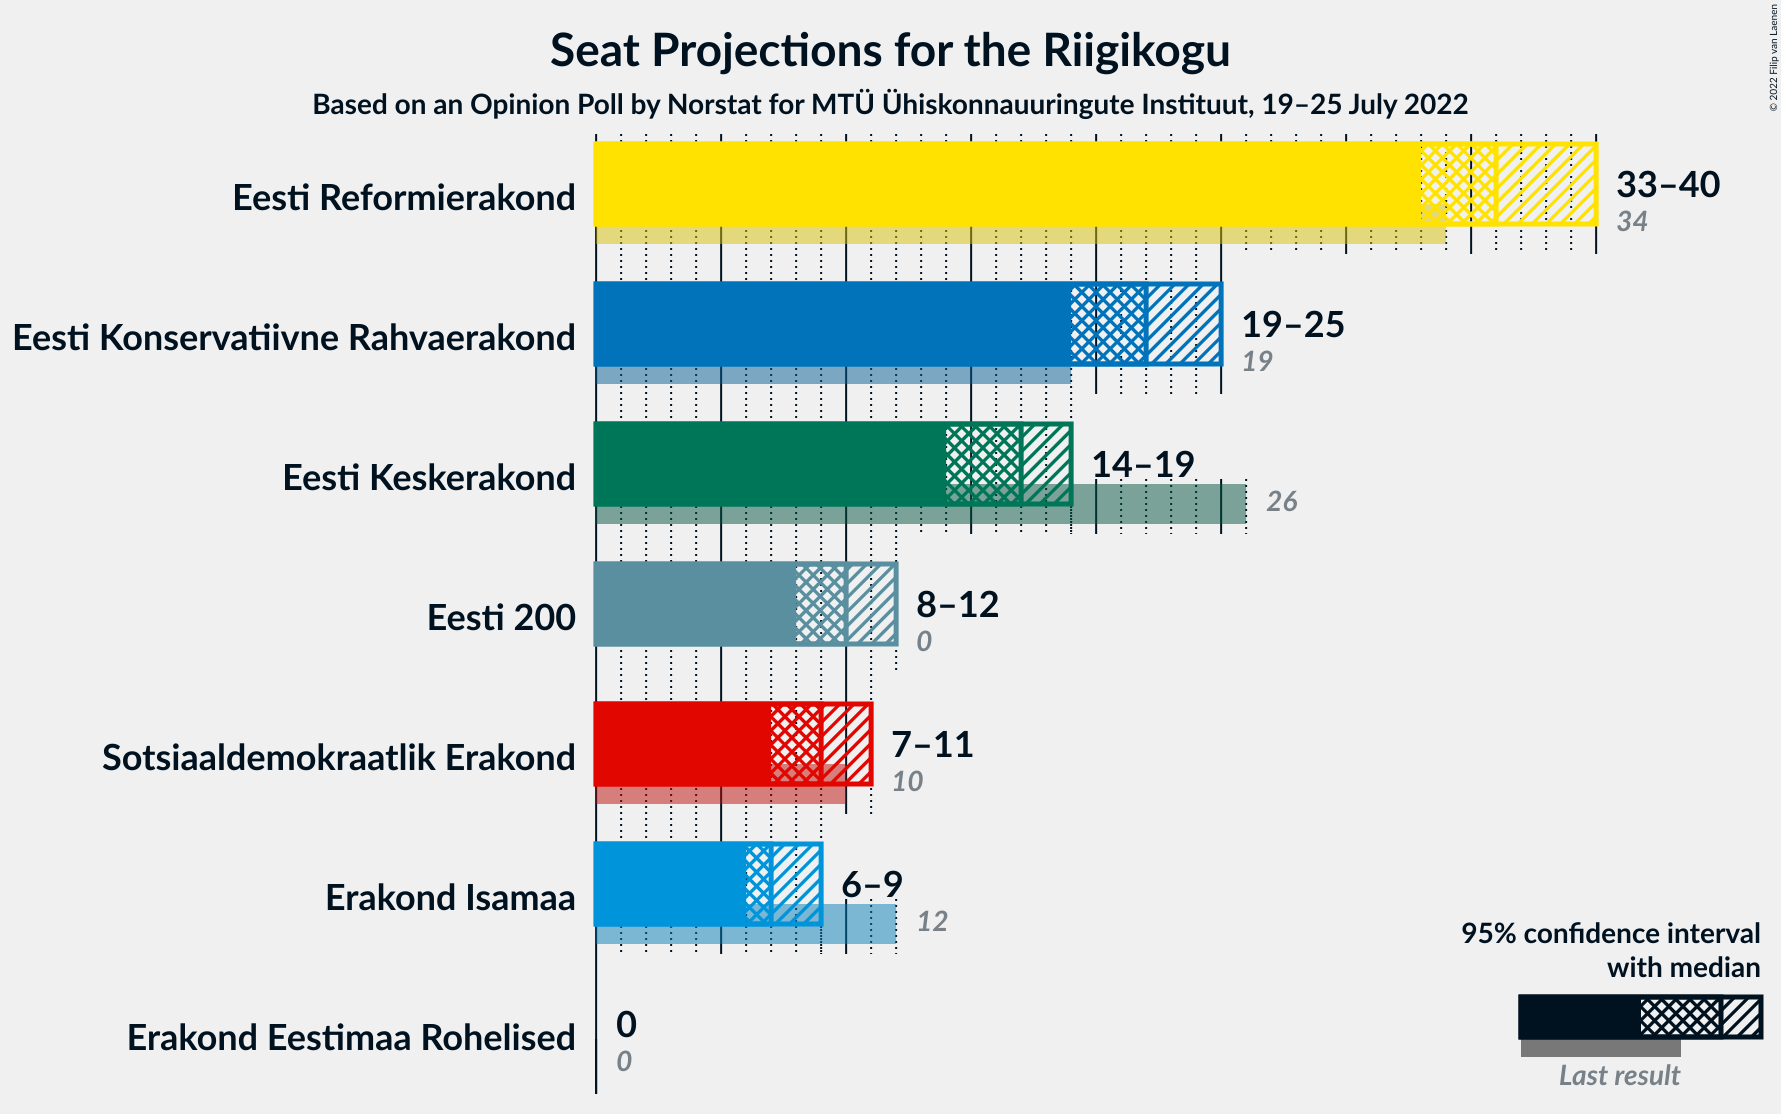 Seat Projections for the Riigikogu
Based on an Opinion Poll by Norstat for MTÜ Ühiskonnauuringute Instituut, 19–25 July 2022
© 2022 Filip van Laenen
Eesti Reformierakond
33–40
34
Eesti Konservatiivne Rahvaerakond
19–25
19
Eesti Keskerakond
14–19
26
Eesti 200
8–12
0
Sotsiaaldemokraatlik Erakond
7–11
10
Erakond Isamaa
6–9
12
Erakond Eestimaa Rohelised
0
0
95% confidence interval
with median
Last result